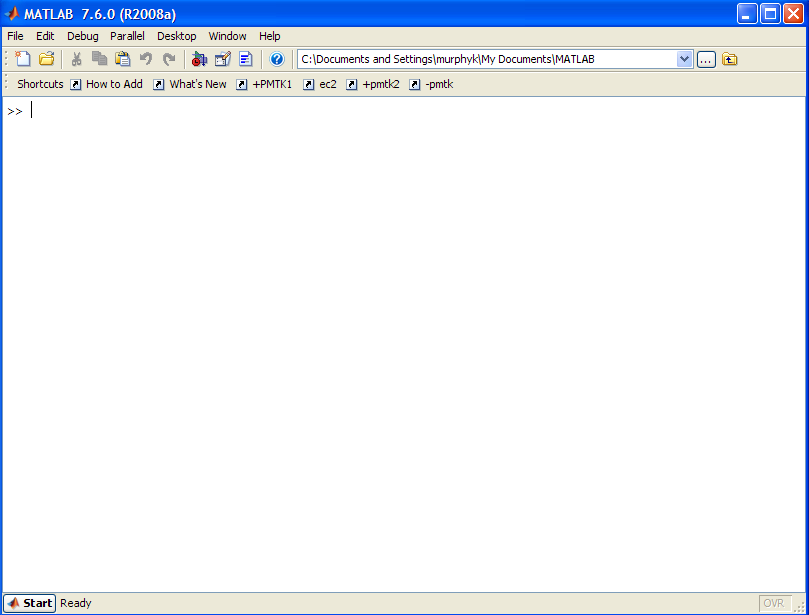 MATLAB 7.6.0 (R2008a)
File Edit Debug Parallel Desktop Window Help
C:\Documents and Settings\murphyk\My Documents\MATLAB ...
Shortcuts How to Add What's New +PMTK1 ec2 +pmtk2 -pmtk
>>
Start Ready OVR